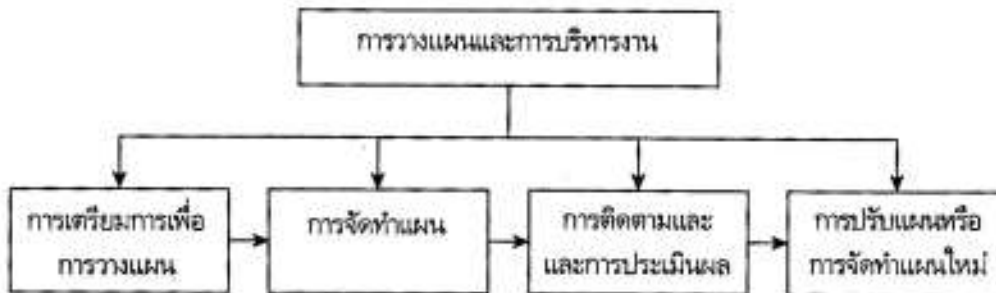 การวางแผนและการบริหารงาน
การเตรียมการเพื่อ
การวางแผน
การจัดทำแผน
การติดตามและ
และการประเมินผล
การปรับแผนหรือ
การจัดทำแผนใหม่